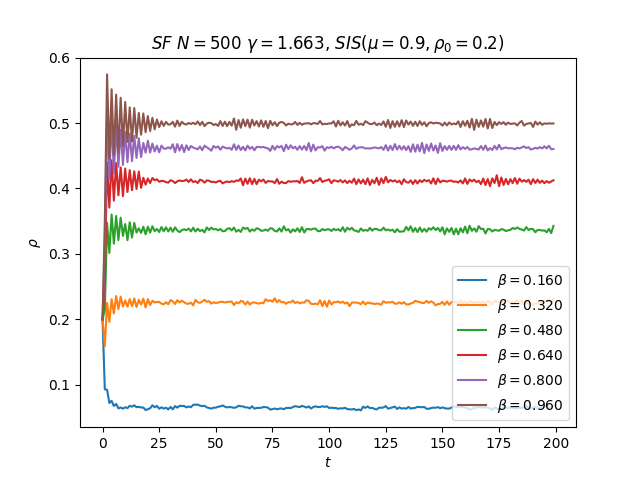 SF N = 500 γ = 1.663, SIS(μ = 0.9, ρ₀ = 0.2)
0.6
0.5
0.4
0.3
0.2
0.1
ρ
0 25 50 75 100 125 150 175 200
t
β = 0.160
β = 0.320
β = 0.480
β = 0.640
β = 0.800
β = 0.960